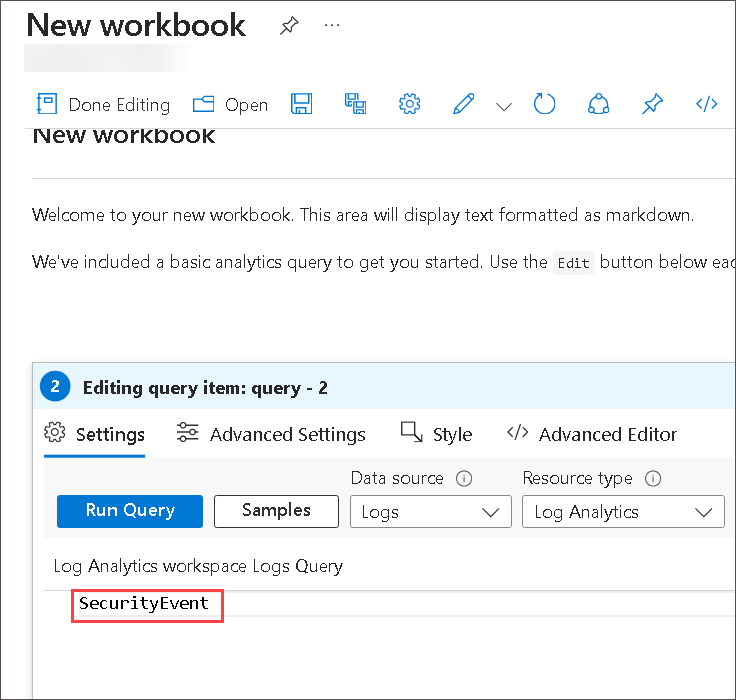 New workbook ...
Done Editing Open
New workbook
Welcome to your new workbook. This area will display text formatted as markdown.
We've included a basic analytics query to get you started. Use the Edit button below eac
2 Editing query item: query - 2
Settings Advanced Settings Style </> Advanced Editor
Data source Resource type
Run Query Samples Logs Log Analytics
Log Analytics workspace Logs Query
SecurityEvent